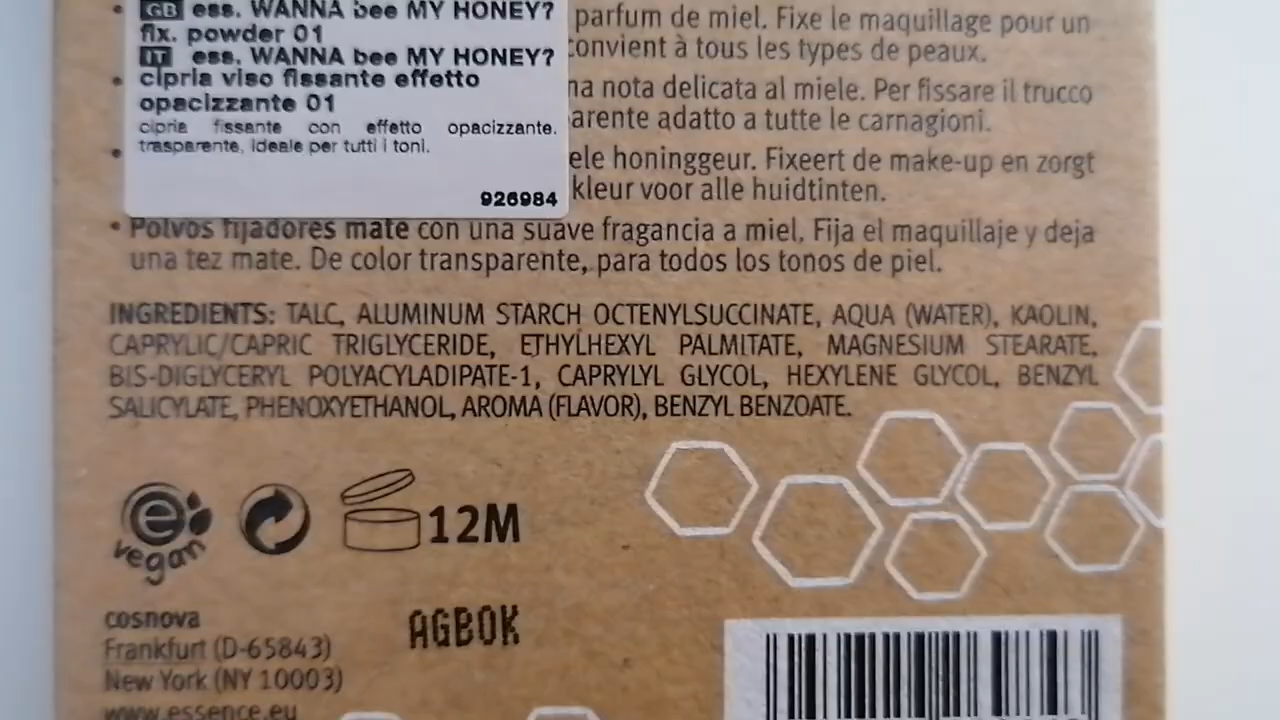 GB ess. WANNA bee MY HONEY?
fix. powder 01
IT ess. WANNA bee MY HONEY?
cipria viso fissante effetto
opacizzante 01
cipria fissante con effetto opacizzante.
trasparente, ideale per tutti i toni.
926984
parfum de miel. Fixe le maquillage pour un
convient à tous les types de peaux.
na nota delicata al miele. Per fissare il trucco
arente adatto a tutte le carnagioni.
ele honinggeur. Fixeert de make-up en zorgt
kleur voor alle huidtinten.
• Polvos fijadores mate con una suave fragancia a miel. Fija el maquillaje y deja
una tez mate. De color transparente, para todos los tonos de piel.
INGREDIENTS: TALC, ALUMINUM STARCH OCTENYLSUCCINATE, AQUA (WATER), KAOLIN,
CAPRYLIC/CAPRIC TRIGLYCERIDE, ETHYLHEXYL PALMITATE, MAGNESIUM STEARATE,
BIS-DIGLYCERYL POLYACYLADIPATE-1, CAPRYLYL GLYCOL, HEXYLENE GLYCOL, BENZYL
SALICYLATE, PHENOXYETHANOL, AROMA (FLAVOR), BENZYL BENZOATE.
e vegan
12M
AGBOK
cosnova
Frankfurt (D-65843)
New York (NY 10003)
www.essence.eu